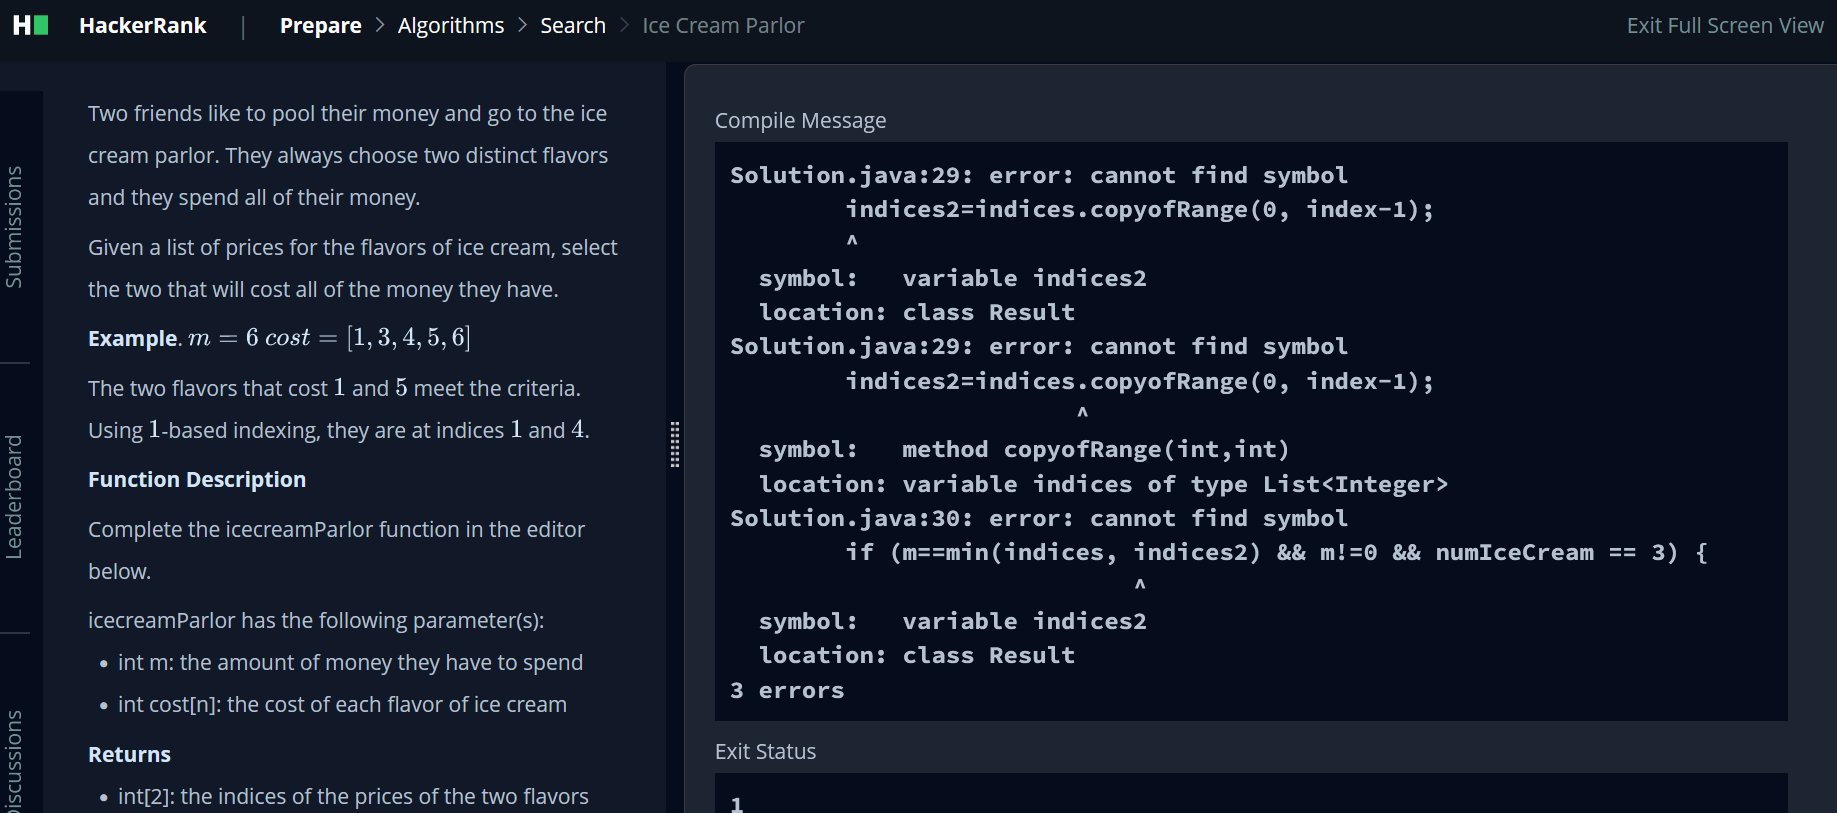 HackerRank | Prepare > Algorithms > Search > Ice Cream Parlor
Exit Full Screen View
Submissions
Leaderboard
Discussions
Two friends like to pool their money and go to the ice
cream parlor. They always choose two distinct flavors
and they spend all of their money.
Given a list of prices for the flavors of ice cream, select
the two that will cost all of the money they have.
Example. m = 6 cost = [1, 3, 4, 5, 6]
The two flavors that cost 1 and 5 meet the criteria.
Using 1-based indexing, they are at indices 1 and 4.
Function Description
Complete the icecreamParlor function in the editor
below.
icecreamParlor has the following parameter(s):
• int m: the amount of money they have to spend
• int cost[n]: the cost of each flavor of ice cream
Returns
• int[2]: the indices of the prices of the two flavors
Compile Message
Solution.java:29: error: cannot find symbol
        indices2=indices.copyofRange(0, index-1);
        ^
  symbol:   variable indices2
  location: class Result
Solution.java:29: error: cannot find symbol
        indices2=indices.copyofRange(0, index-1);
                        ^
  symbol:   method copyofRange(int,int)
  location: variable indices of type List<Integer>
Solution.java:30: error: cannot find symbol
        if (m==min(indices, indices2) && m!=0 && numIceCream == 3) {
                            ^
  symbol:   variable indices2
  location: class Result
3 errors
Exit Status
1